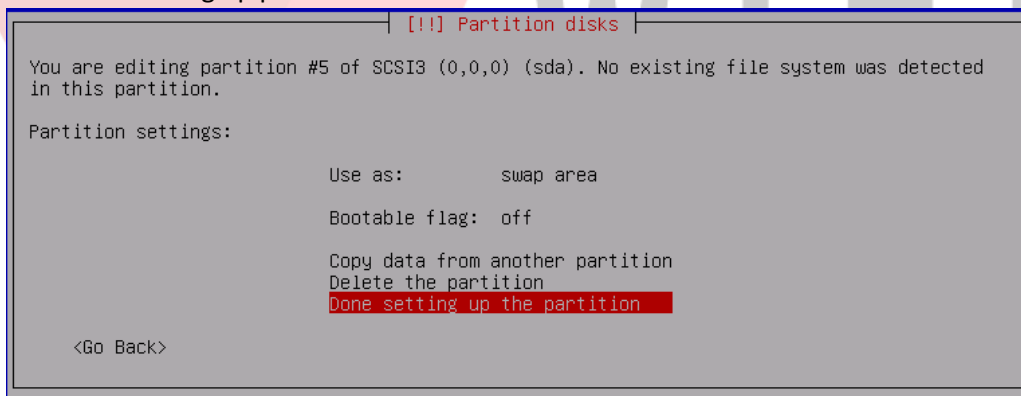 [!!] Partition disks
You are editing partition #5 of SCSI3 (0,0,0) (sda). No existing file system was detected
in this partition.
Partition settings:
Use as: swap area
Bootable flag: off
Copy data from another partition
Delete the partition
Done setting up the partition
<Go Back>